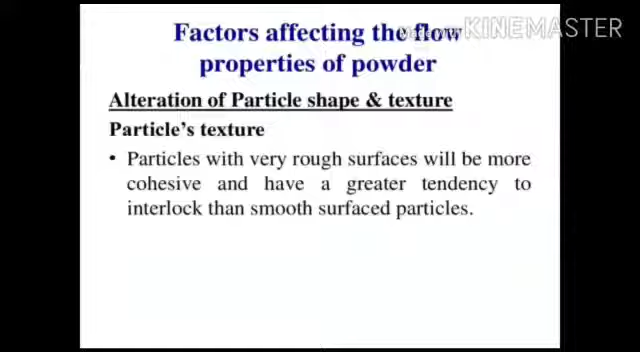 Factors affecting the flow
KINEMASTER
properties of powder
Alteration of Particle shape & texture
Particle's texture
• Particles with very rough surfaces will be more
cohesive and have a greater tendency to
interlock than smooth surfaced particles.